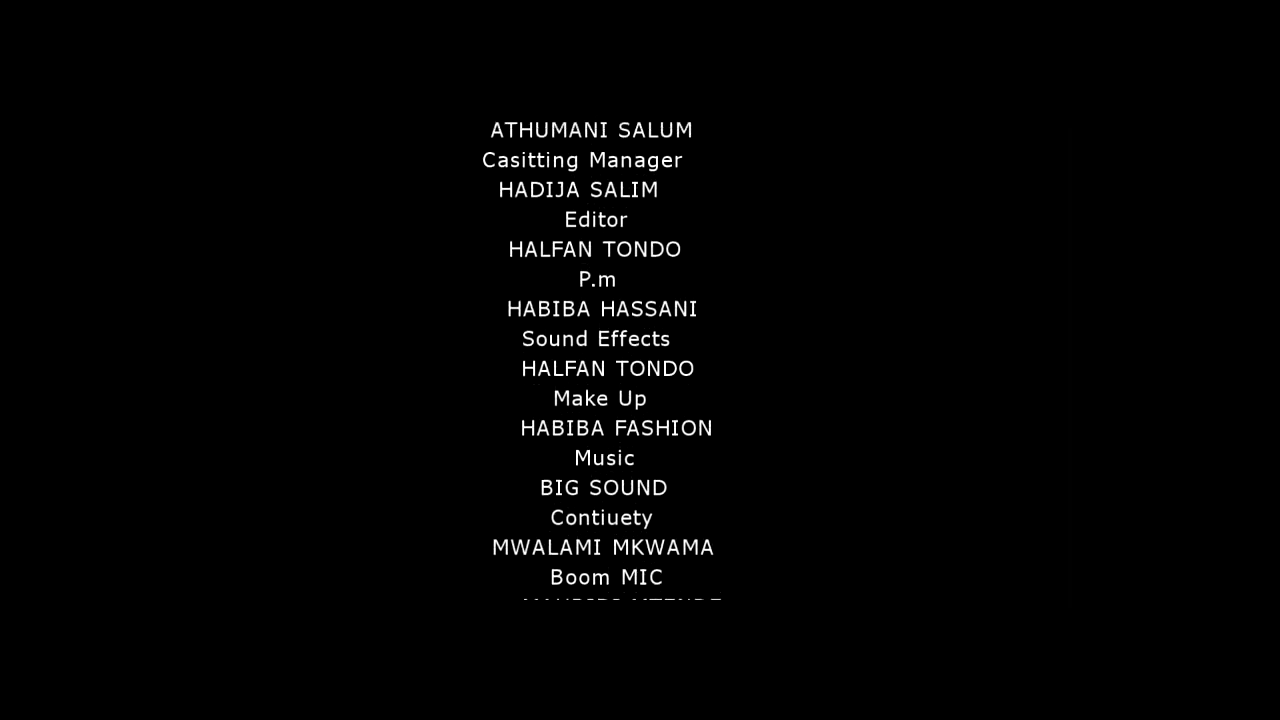 ATHUMANI SALUM
Casitting Manager
HADIJA SALIM
Editor
HALFAN TONDO
P.m
HABIBA HASSANI
Sound Effects
HALFAN TONDO
Make Up
HABIBA FASHION
Music
BIG SOUND
Contiuety
MWALAMI MKWAMA
Boom MIC